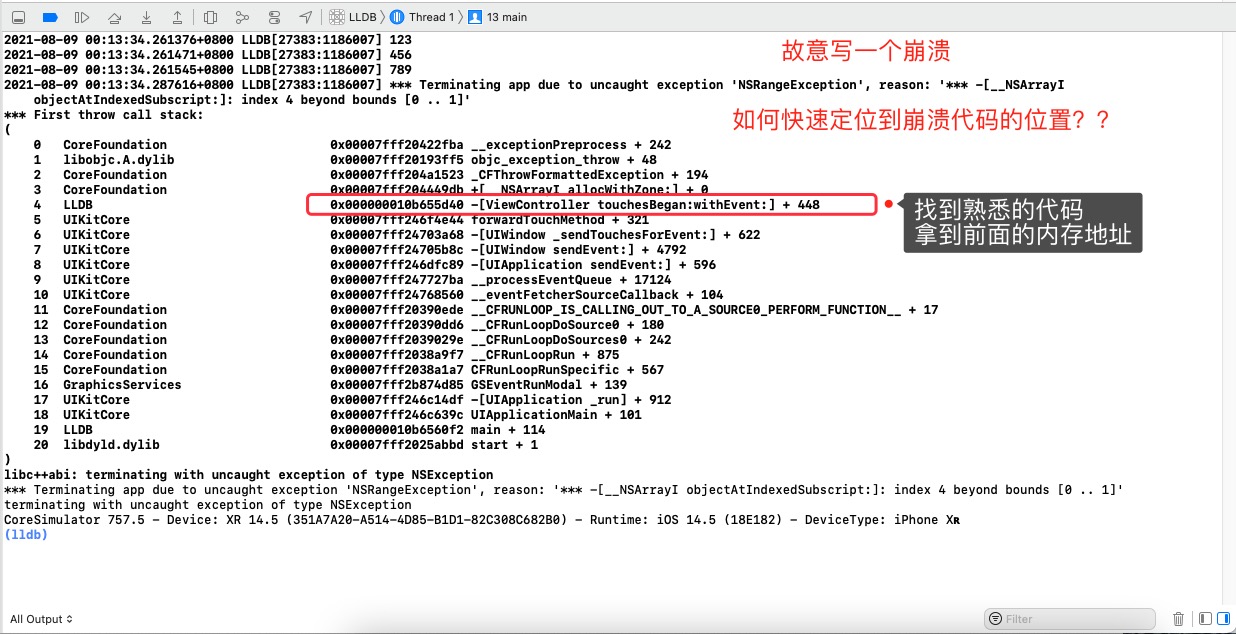 LLDB 〉 Thread 1 〉 13 main
2021-08-09 00:13:34.261376+0800 LLDB[27383:1186007] 123
2021-08-09 00:13:34.261471+0800 LLDB[27383:1186007] 456
2021-08-09 00:13:34.261545+0800 LLDB[27383:1186007] 789
故意写一个崩溃
2021-08-09 00:13:34.287616+0800 LLDB[27383:1186007] *** Terminating app due to uncaught exception 'NSRangeException', reason: '*** -[__NSArrayI
objectAtIndexedSubscript:]: index 4 beyond bounds [0 .. 1]'
*** First throw call stack:
如何快速定位到崩溃代码的位置？？
(
0 CoreFoundation 0x00007fff20422fba __exceptionPreprocess + 242
1 libobjc.A.dylib 0x00007fff20193ff5 objc_exception_throw + 48
2 CoreFoundation 0x00007fff204a1523 _CFThrowFormattedException + 194
3 CoreFoundation 0x00007fff204449db +[__NSArrayI allocWithZone:] + 0
4 LLDB 0x000000010b655d40 -[ViewController touchesBegan:withEvent:] + 448
找到熟悉的代码
拿到前面的内存地址
5 UIKitCore 0x00007fff246f4e44 forwardTouchMethod + 321
6 UIKitCore 0x00007fff24703a68 -[UIWindow _sendTouchesForEvent:] + 622
7 UIKitCore 0x00007fff24705b8c -[UIWindow sendEvent:] + 4792
8 UIKitCore 0x00007fff246dfc89 -[UIApplication sendEvent:] + 596
9 UIKitCore 0x00007fff247727ba __processEventQueue + 17124
10 UIKitCore 0x00007fff24768560 __eventFetcherSourceCallback + 104
11 CoreFoundation 0x00007fff20390ede __CFRUNLOOP_IS_CALLING_OUT_TO_A_SOURCE0_PERFORM_FUNCTION__ + 17
12 CoreFoundation 0x00007fff20390dd6 __CFRunLoopDoSource0 + 180
13 CoreFoundation 0x00007fff2039029e __CFRunLoopDoSources0 + 242
14 CoreFoundation 0x00007fff2038a9f7 __CFRunLoopRun + 875
15 CoreFoundation 0x00007fff2038a1a7 CFRunLoopRunSpecific + 567
16 GraphicsServices 0x00007fff2b874d85 GSEventRunModal + 139
17 UIKitCore 0x00007fff246c14df -[UIApplication _run] + 912
18 UIKitCore 0x00007fff246c639c UIApplicationMain + 101
19 LLDB 0x000000010b6560f2 main + 114
20 libdyld.dylib 0x00007fff2025abbd start + 1
)
libc++abi: terminating with uncaught exception of type NSException
*** Terminating app due to uncaught exception 'NSRangeException', reason: '*** -[__NSArrayI objectAtIndexedSubscript:]: index 4 beyond bounds [0 .. 1]'
terminating with uncaught exception of type NSException
CoreSimulator 757.5 - Device: XR 14.5 (351A7A20-A514-4D85-B1D1-82C308C682B0) - Runtime: iOS 14.5 (18E182) - DeviceType: iPhone Xʀ
(lldb)
All Output
Filter